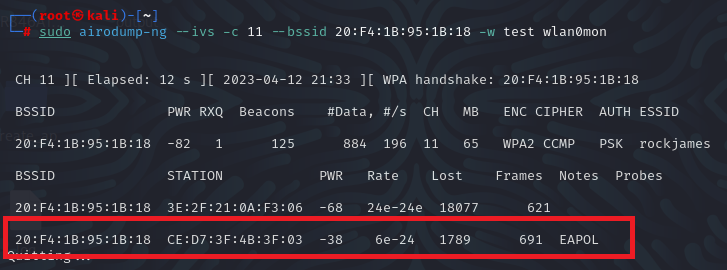 ┌──(root㉿kali)-[~]
└─# sudo airodump-ng --ivs -c 11 --bssid 20:F4:1B:95:1B:18 -w test wlan0mon
CH 11 ][ Elapsed: 12 s ][ 2023-04-12 21:33 ][ WPA handshake: 20:F4:1B:95:1B:18
BSSID PWR RXQ Beacons #Data, #/s CH MB ENC CIPHER AUTH ESSID
20:F4:1B:95:1B:18 -82 1 125 884 196 11 65 WPA2 CCMP PSK rockjames
BSSID STATION PWR Rate Lost Frames Notes Probes
20:F4:1B:95:1B:18 3E:2F:21:0A:F3:06 -68 24e-24e 18077 621
20:F4:1B:95:1B:18 CE:D7:3F:4B:3F:03 -38 6e-24 1789 691 EAPOL
Quitting...